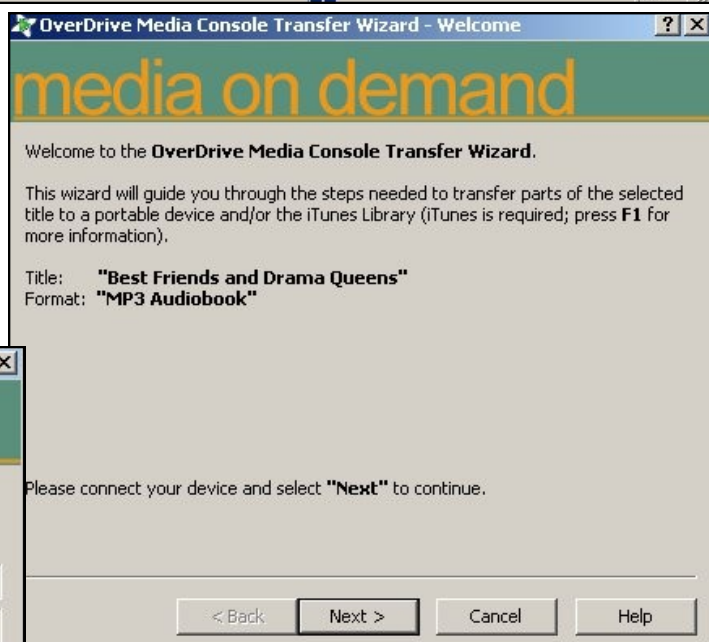 OverDrive Media Console Transfer Wizard - Welcome
media on demand
Welcome to the OverDrive Media Console Transfer Wizard.
This wizard will guide you through the steps needed to transfer parts of the selected
title to a portable device and/or the iTunes Library (iTunes is required; press F1 for
more information).
Title: "Best Friends and Drama Queens"
Format: "MP3 Audiobook"
Please connect your device and select "Next" to continue.
< Back Next > Cancel Help